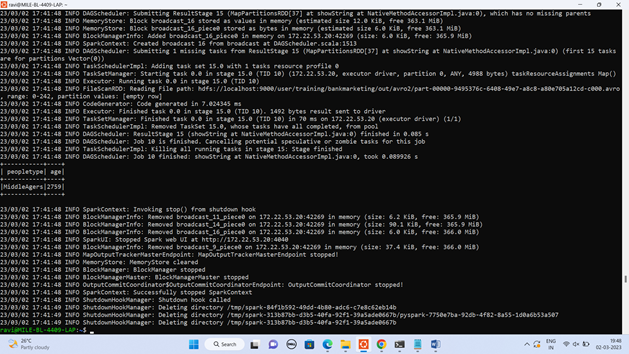 ravi@MILE-BL-4409-LAP: ~
23/03/02 17:41:48 INFO DAGScheduler: Submitting ResultStage 15 (MapPartitionsRDD[37] at showString at NativeMethodAccessorImpl.java:0), which has no missing parents
23/03/02 17:41:48 INFO MemoryStore: Block broadcast_16 stored as values in memory (estimated size 12.0 KiB, free 363.1 MiB)
23/03/02 17:41:48 INFO MemoryStore: Block broadcast_16_piece0 stored as bytes in memory (estimated size 6.0 KiB, free 363.1 MiB)
23/03/02 17:41:48 INFO BlockManagerInfo: Added broadcast_16_piece0 in memory on 172.22.53.20:42269 (size: 6.0 KiB, free: 365.9 MiB)
23/03/02 17:41:48 INFO SparkContext: Created broadcast 16 from broadcast at DAGScheduler.scala:1513
23/03/02 17:41:48 INFO DAGScheduler: Submitting 1 missing tasks from ResultStage 15 (MapPartitionsRDD[37] at showString at NativeMethodAccessorImpl.java:0) (first 15 tasks
are for partitions Vector(0))
23/03/02 17:41:48 INFO TaskSchedulerImpl: Adding task set 15.0 with 1 tasks resource profile 0
23/03/02 17:41:48 INFO TaskSetManager: Starting task 0.0 in stage 15.0 (TID 10) (172.22.53.20, executor driver, partition 0, ANY, 4988 bytes) taskResourceAssignments Map()
23/03/02 17:41:48 INFO Executor: Running task 0.0 in stage 15.0 (TID 10)
23/03/02 17:41:48 INFO FileScanRDD: Reading File path: hdfs://localhost:9000/user/training/bankmarketing/out/avro2/part-00000-9495376c-6408-49e7-a8c8-a80e705a12cd-c000.avro
, range: 0-242, partition values: [empty row]
23/03/02 17:41:48 INFO CodeGenerator: Code generated in 7.024345 ms
23/03/02 17:41:48 INFO Executor: Finished task 0.0 in stage 15.0 (TID 10). 1492 bytes result sent to driver
23/03/02 17:41:48 INFO TaskSetManager: Finished task 0.0 in stage 15.0 (TID 10) in 70 ms on 172.22.53.20 (executor driver) (1/1)
23/03/02 17:41:48 INFO TaskSchedulerImpl: Removed TaskSet 15.0, whose tasks have all completed, from pool
23/03/02 17:41:48 INFO DAGScheduler: ResultStage 15 (showString at NativeMethodAccessorImpl.java:0) finished in 0.085 s
23/03/02 17:41:48 INFO DAGScheduler: Job 10 is finished. Cancelling potential speculative or zombie tasks for this job
23/03/02 17:41:48 INFO TaskSchedulerImpl: Killing all running tasks in stage 15: Stage finished
23/03/02 17:41:48 INFO DAGScheduler: Job 10 finished: showString at NativeMethodAccessorImpl.java:0, took 0.089926 s
+----------+----+
| peopletype| age|
+----------+----+
|MiddleAgers|2759|
+----------+----+
23/03/02 17:41:48 INFO SparkContext: Invoking stop() from shutdown hook
23/03/02 17:41:48 INFO BlockManagerInfo: Removed broadcast_11_piece0 on 172.22.53.20:42269 in memory (size: 6.2 KiB, free: 365.9 MiB)
23/03/02 17:41:48 INFO BlockManagerInfo: Removed broadcast_14_piece0 on 172.22.53.20:42269 in memory (size: 90.1 KiB, free: 365.9 MiB)
23/03/02 17:41:48 INFO BlockManagerInfo: Removed broadcast_16_piece0 on 172.22.53.20:42269 in memory (size: 6.0 KiB, free: 366.0 MiB)
23/03/02 17:41:48 INFO SparkUI: Stopped Spark web UI at http://172.22.53.20:4040
23/03/02 17:41:48 INFO BlockManagerInfo: Removed broadcast_9_piece0 on 172.22.53.20:42269 in memory (size: 37.4 KiB, free: 366.0 MiB)
23/03/02 17:41:48 INFO MapOutputTrackerMasterEndpoint: MapOutputTrackerMasterEndpoint stopped!
23/03/02 17:41:48 INFO MemoryStore: MemoryStore cleared
23/03/02 17:41:48 INFO BlockManager: BlockManager stopped
23/03/02 17:41:48 INFO BlockManagerMaster: BlockManagerMaster stopped
23/03/02 17:41:48 INFO OutputCommitCoordinator$OutputCommitCoordinatorEndpoint: OutputCommitCoordinator stopped!
23/03/02 17:41:48 INFO SparkContext: Successfully stopped SparkContext
23/03/02 17:41:48 INFO ShutdownHookManager: Shutdown hook called
23/03/02 17:41:48 INFO ShutdownHookManager: Deleting directory /tmp/spark-84f1b592-49dd-4b80-adc6-c7e8c62eb14b
23/03/02 17:41:48 INFO ShutdownHookManager: Deleting directory /tmp/spark-313b87bb-3bdb-40fa-92f1-39a5ade0667b/pyspark-7750e7ba-92db-4f82-8a55-1d0a6b53a507
23/03/02 17:41:49 INFO ShutdownHookManager: Deleting directory /tmp/spark-313b87bb-3bdb-40fa-92f1-39a5ade0667b
ravi@MILE-BL-4409-LAP:~$
26°C
Partly cloudy
Search
ENG
IN
19:48
02-03-2023